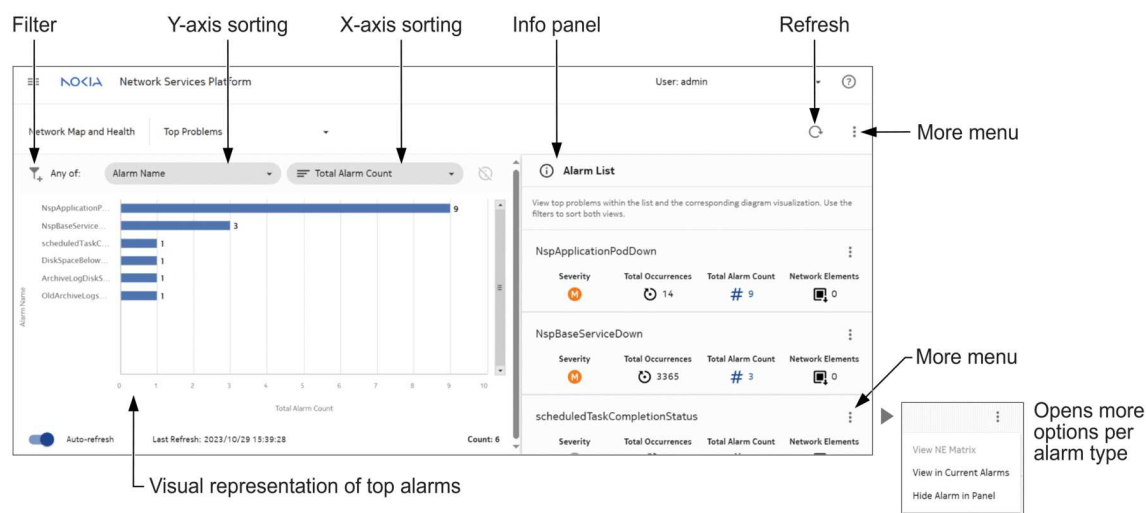 Filter
Y-axis sorting
X-axis sorting
Info panel
Refresh
NOKIA Network Services Platform
User: admin
Network Map and Health
Top Problems
More menu
Any of:
Alarm Name
Total Alarm Count
Alarm List
View top problems within the list and the corresponding diagram visualization. Use the
filters to sort both views.
NspApplicationP... 9
NspBaseService... 3
scheduledTaskC... 1
DiskSpaceBelow... 1
ArchiveLogDiskS... 1
OldArchiveLogs... 1
Alarm Name
0 1 2 3 4 5 6 7 8 9 10
Total Alarm Count
NspApplicationPodDown
Severity Total Occurrences Total Alarm Count Network Elements
M 14 # 9 0
NspBaseServiceDown
Severity Total Occurrences Total Alarm Count Network Elements
M 3365 # 3 0
More menu
scheduledTaskCompletionStatus
Severity Total Occurrences Total Alarm Count Network Elements
Auto-refresh
Last Refresh: 2023/10/29 15:39:28
Count: 6
View NE Matrix
View in Current Alarms
Hide Alarm in Panel
Opens more
options per
alarm type
Visual representation of top alarms